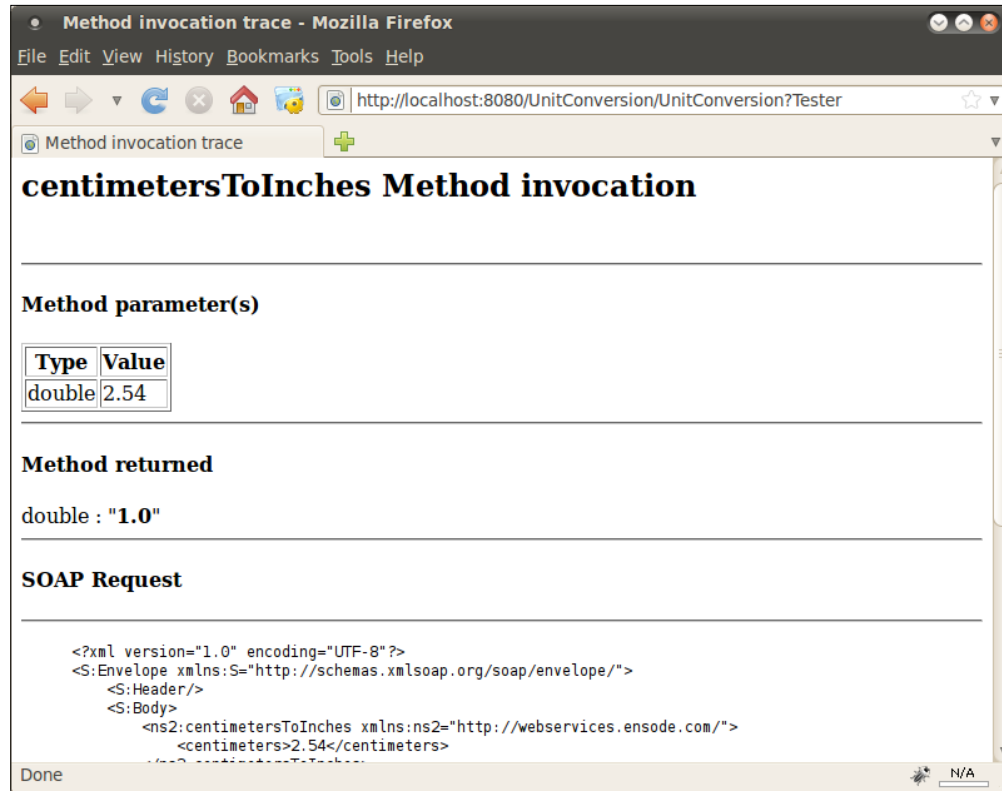 Method invocation trace - Mozilla Firefox
File Edit View History Bookmarks Tools Help
http://localhost:8080/UnitConversion/UnitConversion?Tester
Method invocation trace
centimetersToInches Method invocation
Method parameter(s)
Type Value
double 2.54
Method returned
double : "1.0"
SOAP Request
<?xml version="1.0" encoding="UTF-8"?>
<S:Envelope xmlns:S="http://schemas.xmlsoap.org/soap/envelope/">
<S:Header/>
<S:Body>
<ns2:centimetersToInches xmlns:ns2="http://webservices.ensode.com/">
<centimeters>2.54</centimeters>
</ns2:centimetersToInches>
Done
N/A